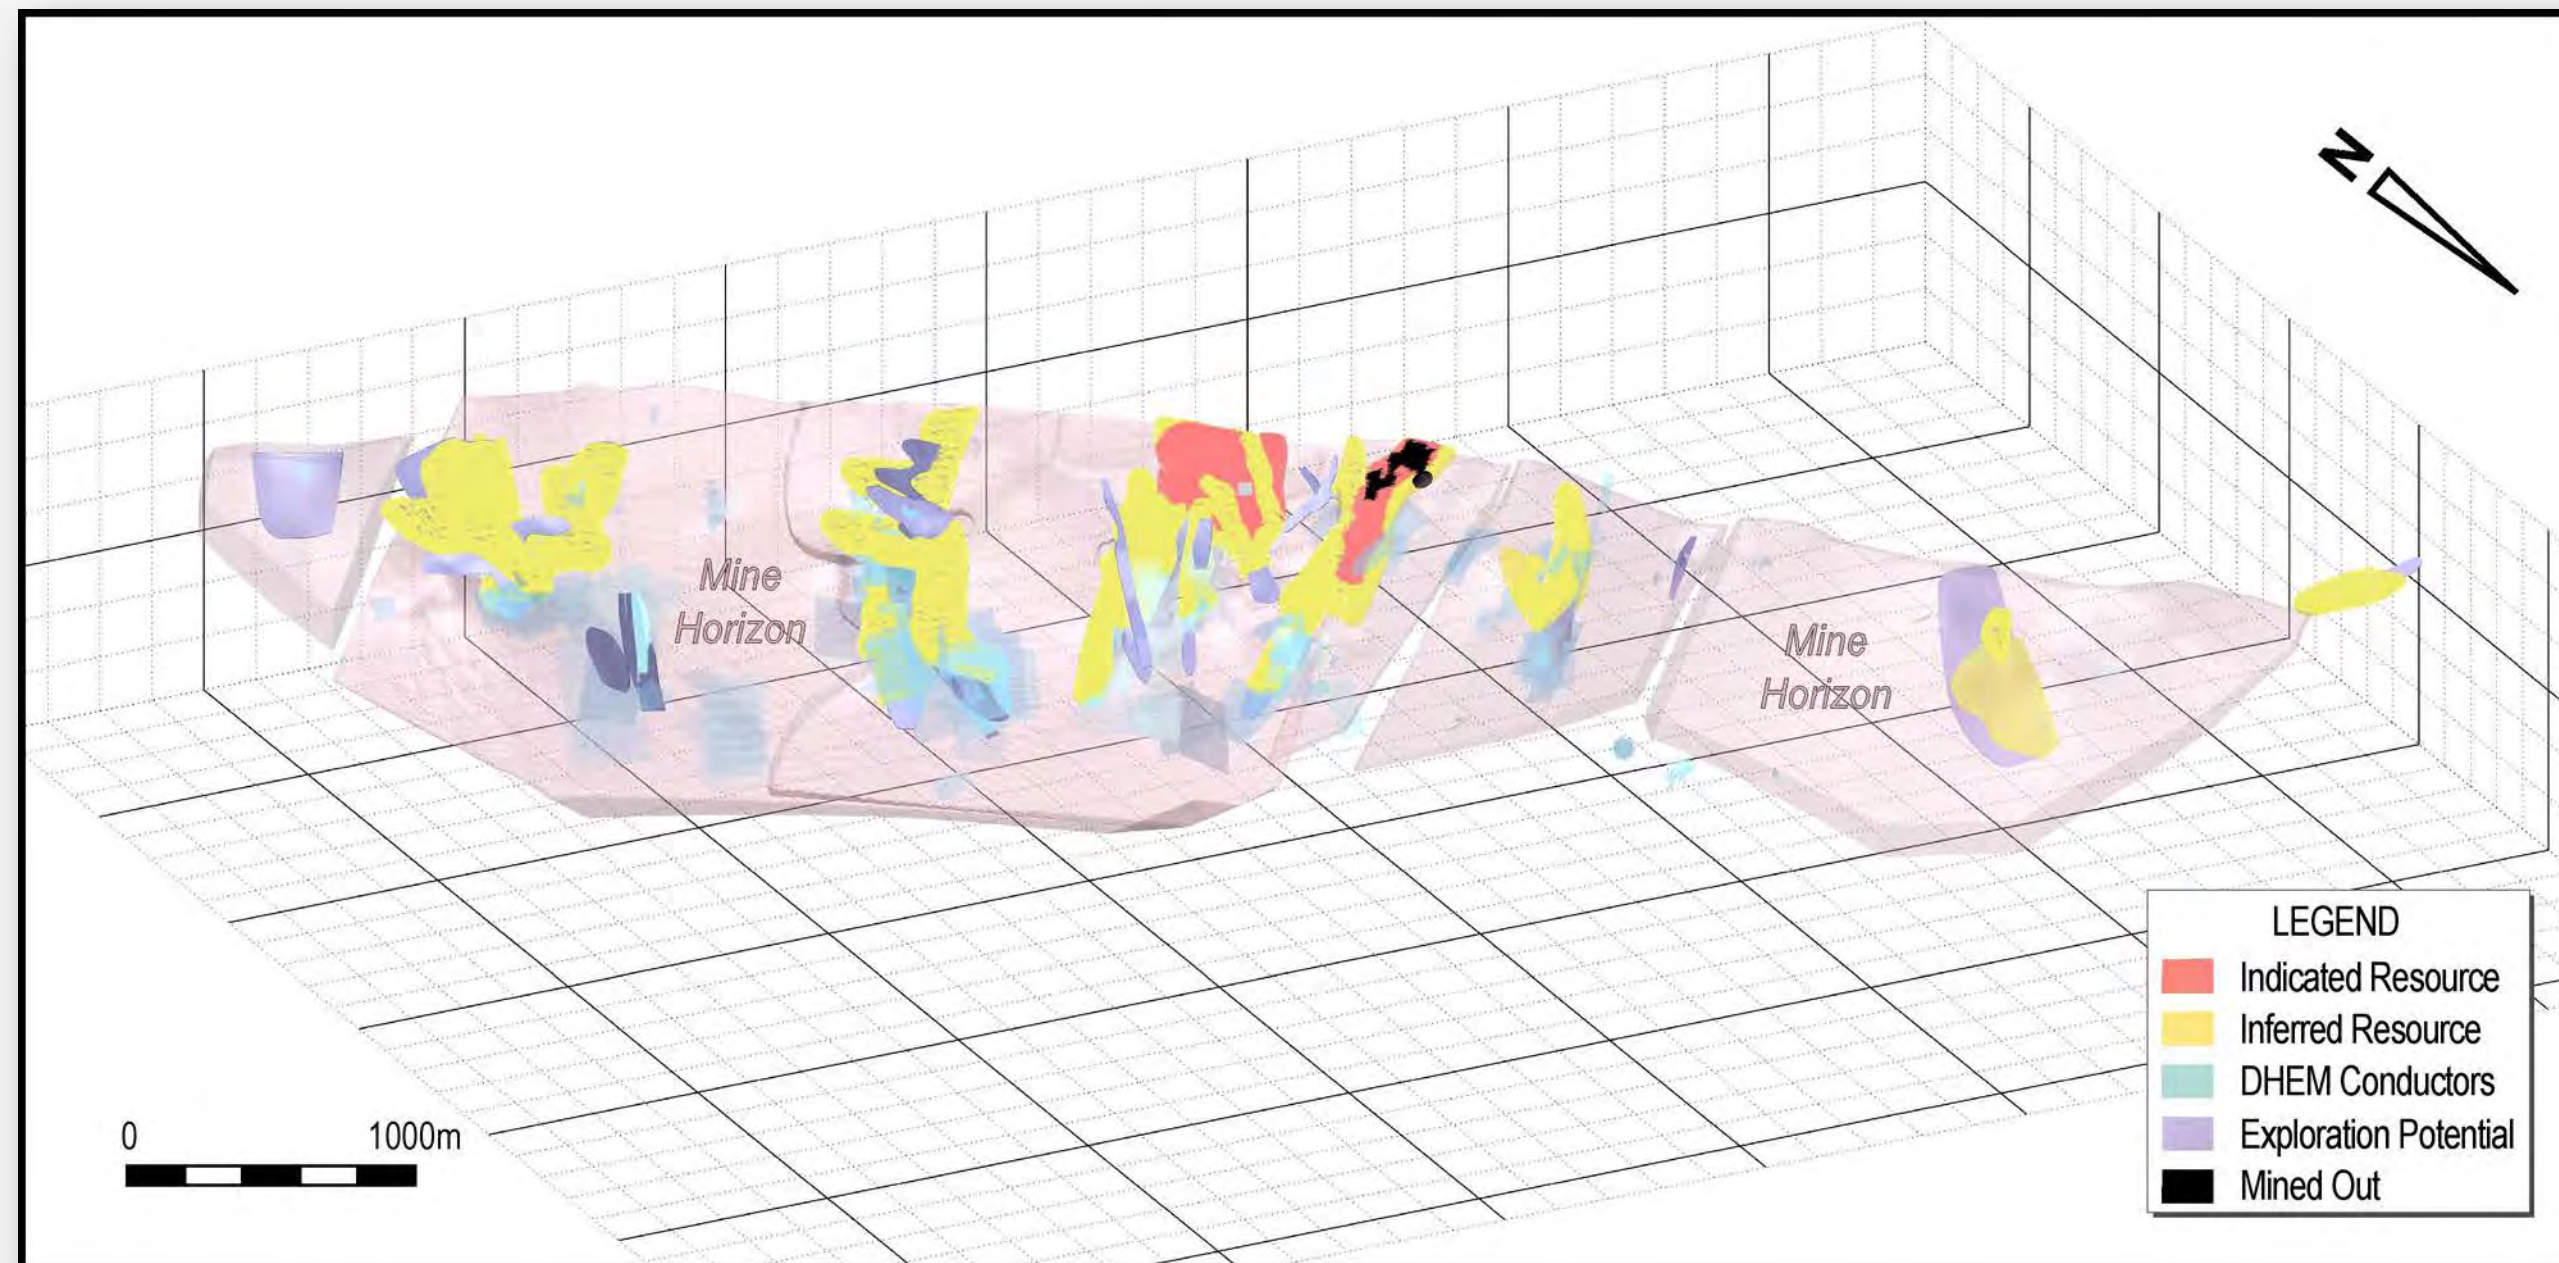 N
Mine
Horizon
Mine
Horizon
0 1000m
LEGEND
Indicated Resource
Inferred Resource
DHEM Conductors
Exploration Potential
Mined Out